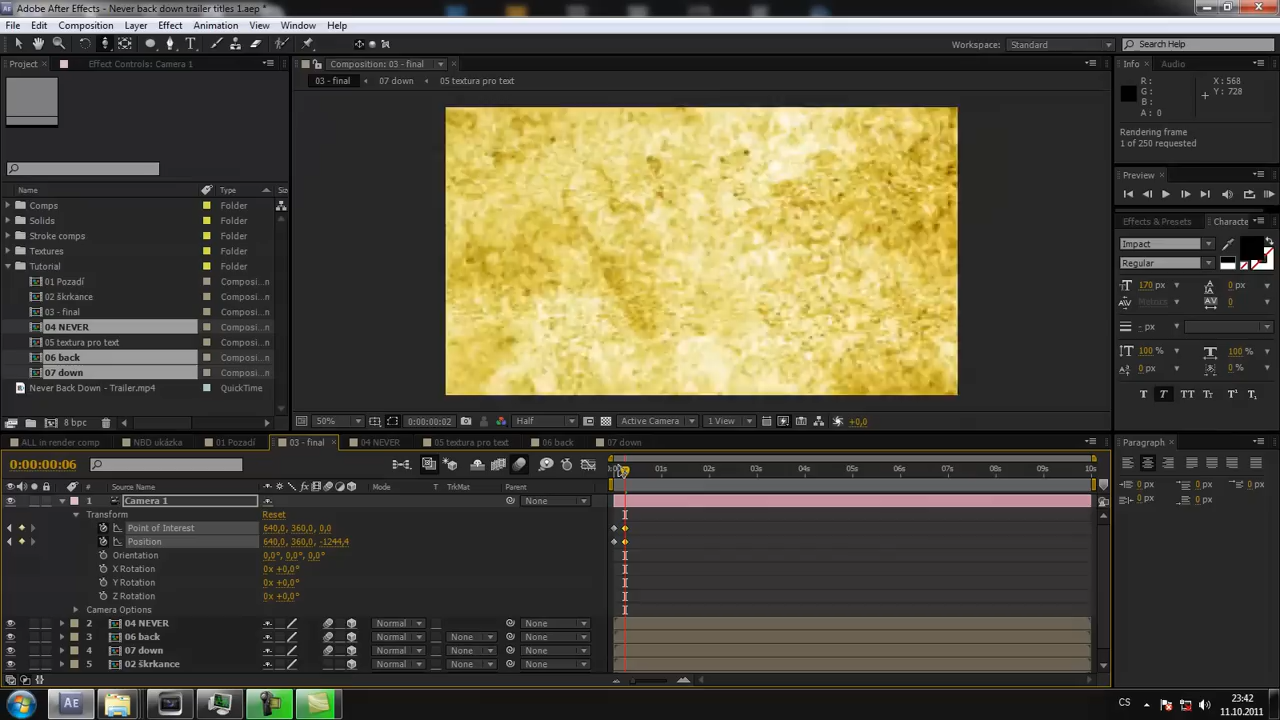 Adobe After Effects - Never back down trailer titles 1.aep *
File Edit Composition Layer Effect Animation View Window Help
Workspace: Standard Search Help
Project Effect Controls: Camera 1
Composition: 03 - final
Info Audio
03 - final 07 down 05 textura pro text
R : X : 568
G : Y : 728
B :
A : 0
Rendering frame
1 of 250 requested
Preview
Name Type Si
Comps Folder
Solids Folder
Stroke comps Folder
Textures Folder
Tutorial Folder
01 Pozadí Composi...n
02 škrkance Composi...n
03 - final Composi...n
04 NEVER Composi...n
05 textura pro text Composi...n
06 back Composi...n
07 down Composi...n
Never Back Down - Trailer.mp4 QuickTime
8 bpc
Effects & Presets Characte
Impact
Regular
170 px 0 px
Metrics 0
- px
100 % 100 %
0 px 0 %
T T TT Tr T¹ T₁
50% 0:00:00:02 Half Active Camera 1 View +0,0
ALL in render comp NBD ukázka 01 Pozadí 03 - final 04 NEVER 05 textura pro text 06 back 07 down
Paragraph
0:00:00:06
01s 02s 03s 04s 05s 06s 07s 08s 09s 10s
# Source Name Mode T TrkMat Parent
1 Camera 1 None
Transform Reset
Point of Interest 640,0, 360,0, 0,0
Position 640,0, 360,0, -1244,4
Orientation 0,0°, 0,0°, 0,0°
X Rotation 0x +0,0°
Y Rotation 0x +0,0°
Z Rotation 0x +0,0°
Camera Options
2 04 NEVER Normal None
3 06 back Normal None None
4 07 down Normal None None
5 02 škrkance Normal None None
0 px 0 px 0 px
0 px 0 px
CS 23:42
11.10.2011